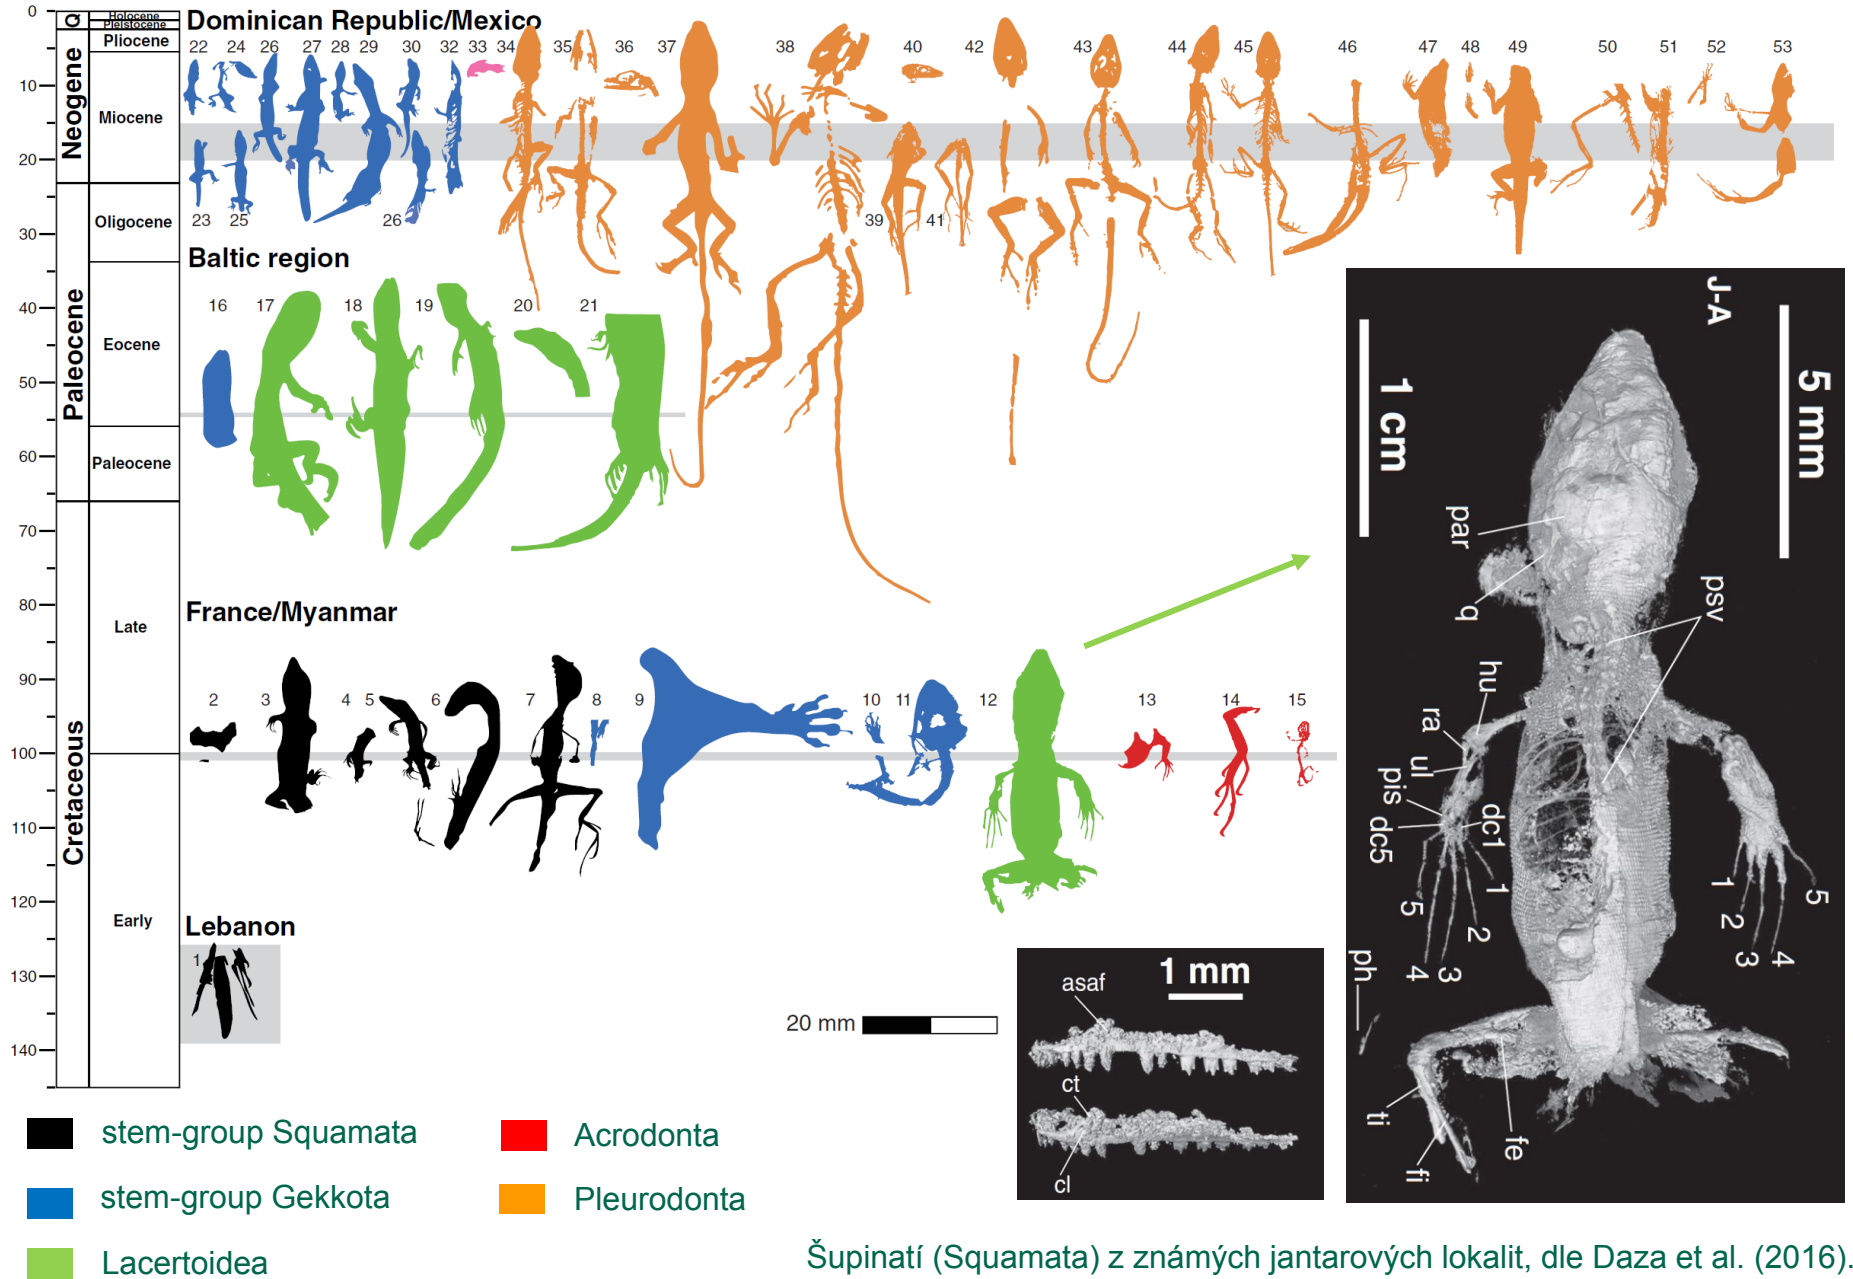 0
10
20
30
40
50
60
70
80
90
100
110
120
130
140
Q
Neogene
Paleocene
Cretaceous
Holocene
Pleistocene
Pliocene
Miocene
Oligocene
Eocene
Paleocene
Late
Early
Dominican Republic/Mexico
22 24 26 27 28 29 30 32 33 34 35 36 37 38 40 42 43 44 45 46 47 48 49 50 51 52 53
23 25 26 39 41
Baltic region
16 17 18 19 20 21
France/Myanmar
2 3 4 5 6 7 8 9 10 11 12 13 14 15
Lebanon
1
20 mm
1 mm
asaf
ct
cl
J-A
1 cm
5 mm
par
q
psv
hu
ra
ul
pis
dc5
dc1
1
2
3
4
5
1
2
3
4
5
ph
ti
fi
fe
stem-group Squamata
stem-group Gekkota
Lacertoidea
Acrodonta
Pleurodonta
Šupinatí (Squamata) z známých jantarových lokalit, dle Daza et al. (2016).